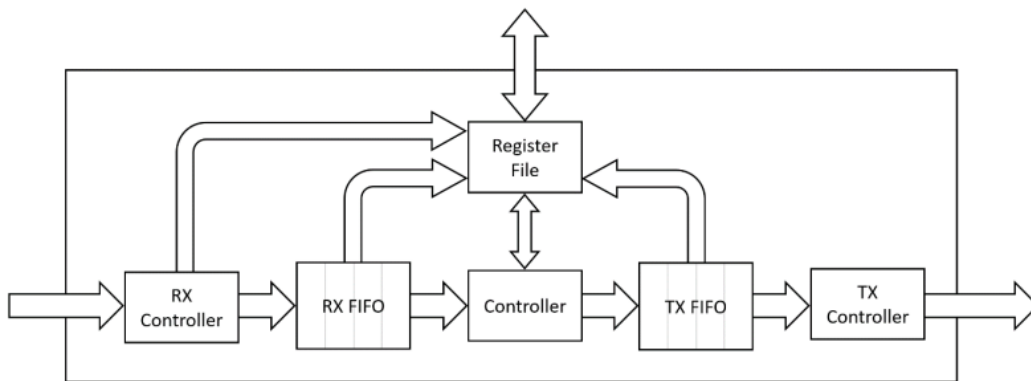 Register
File
RX
Controller
RX FIFO
Controller
TX FIFO
TX
Controller